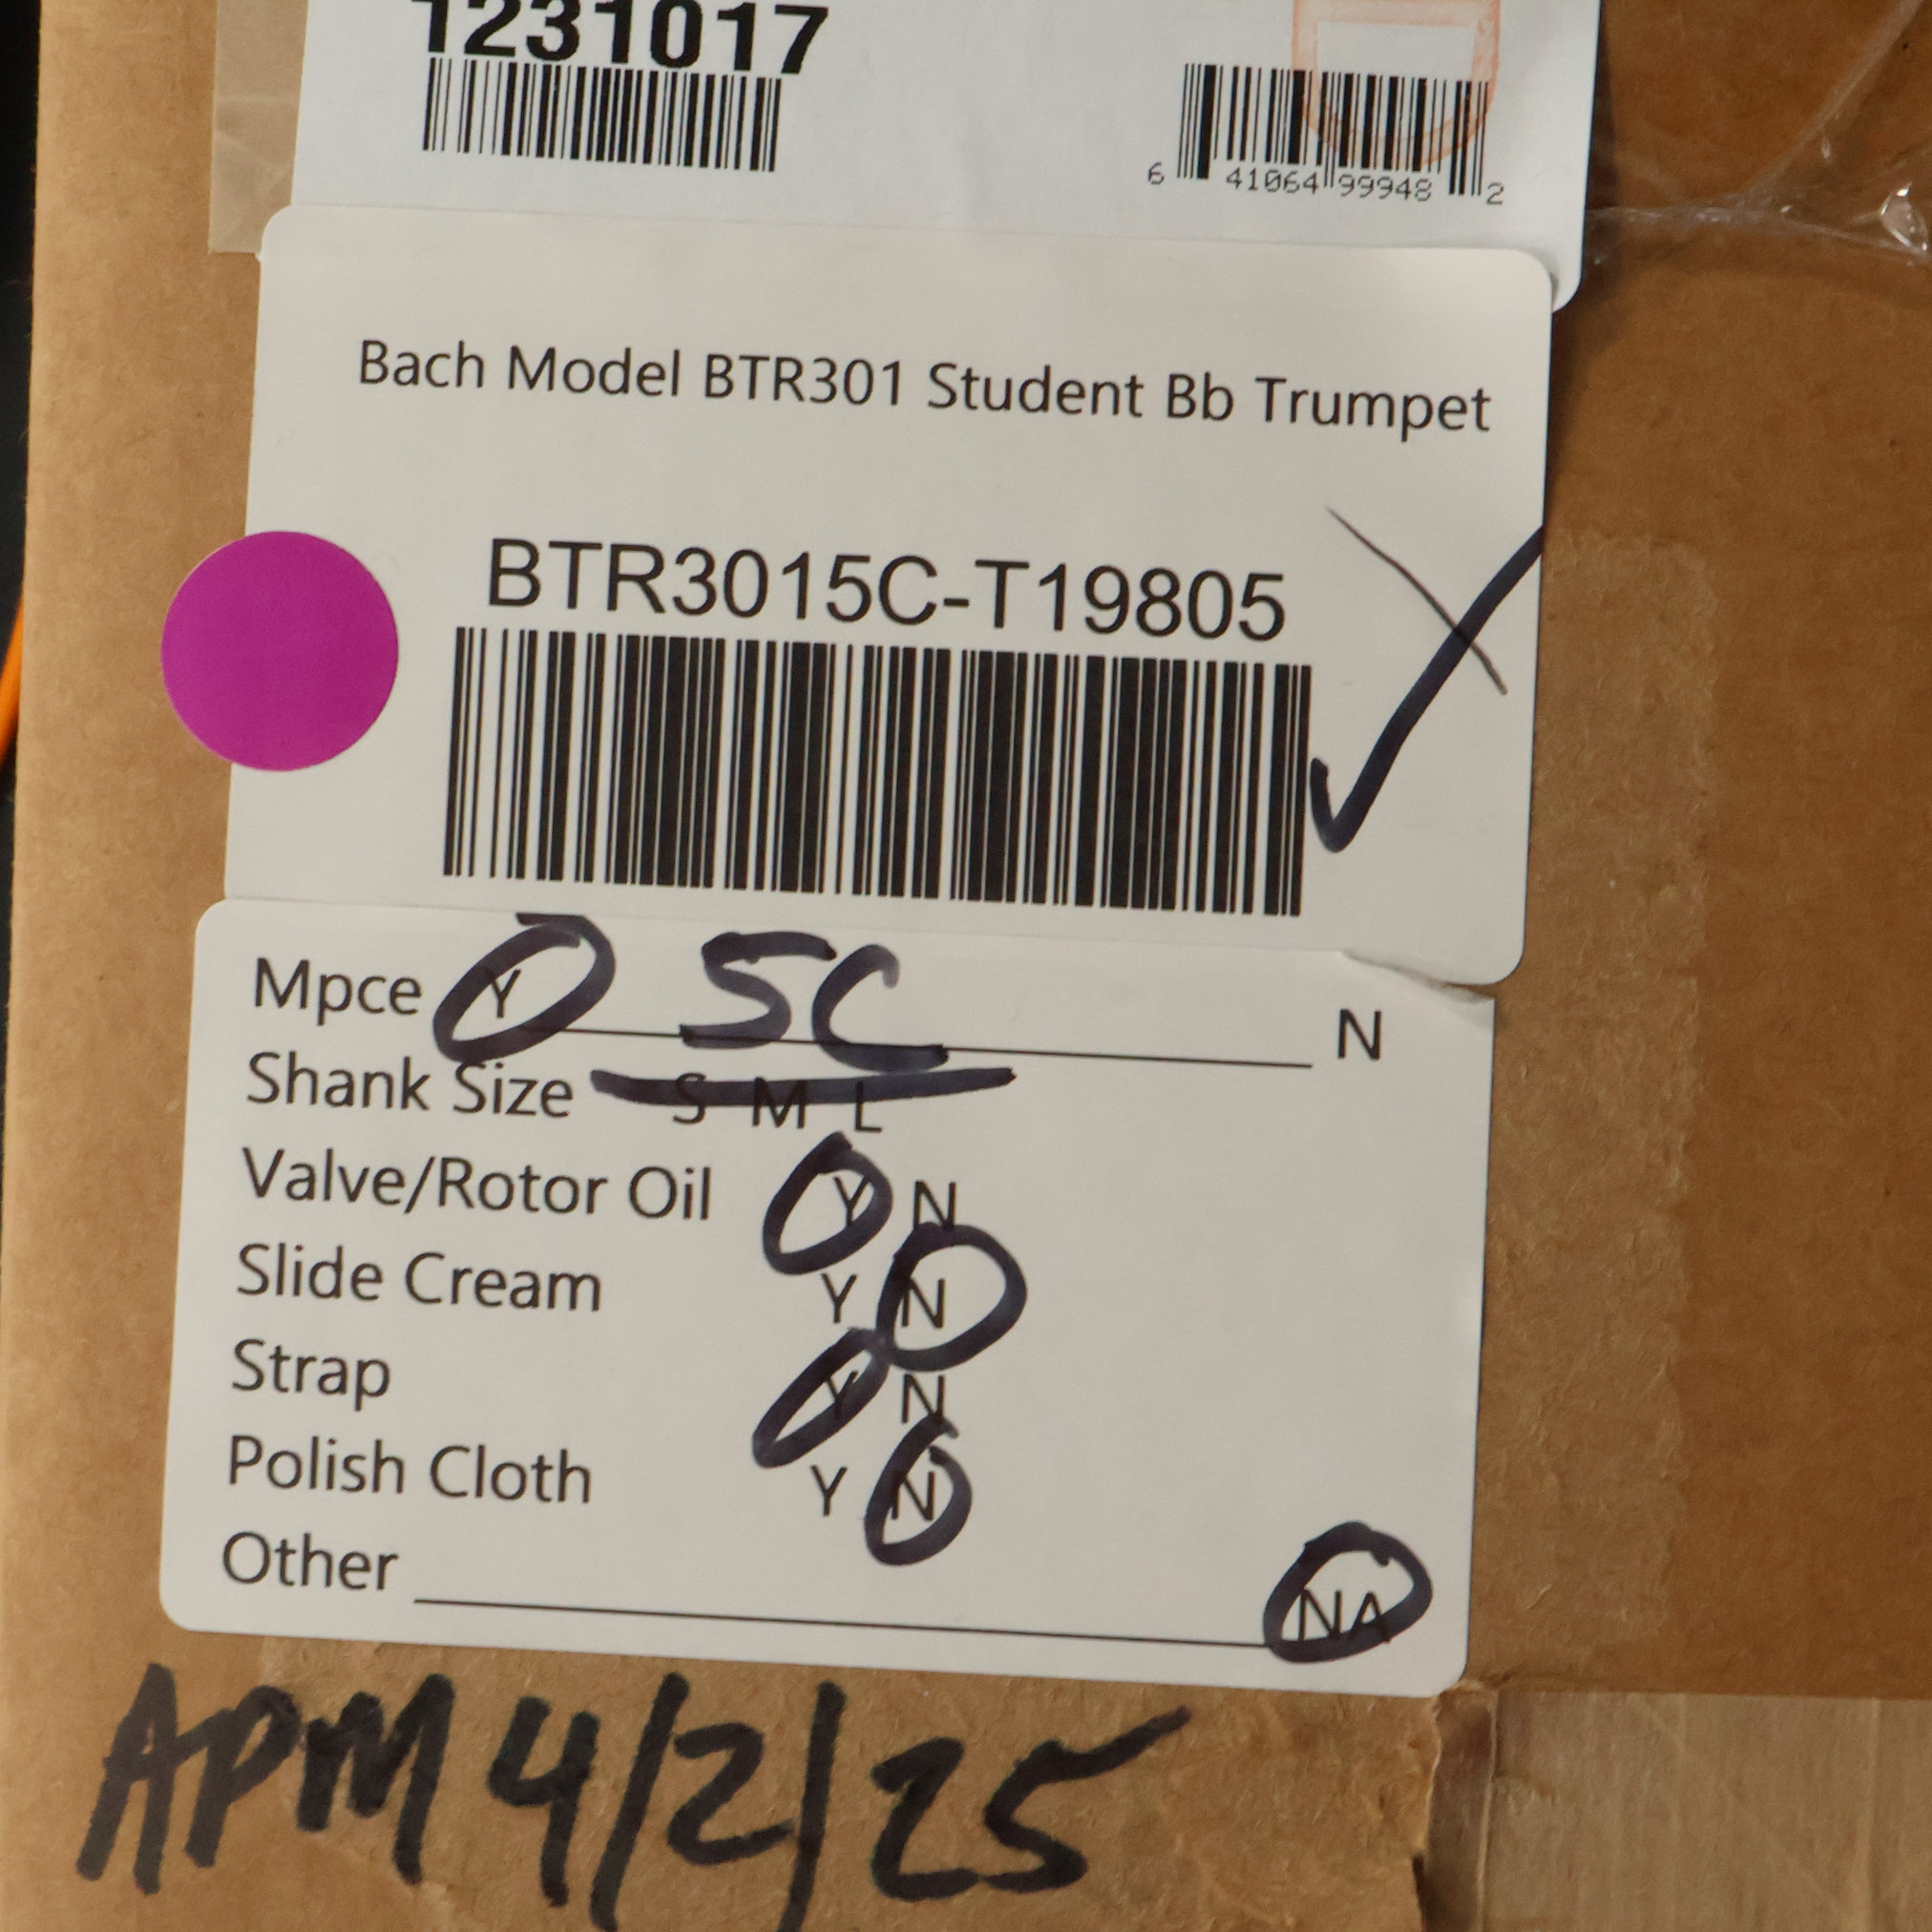 1231017
6 41064 99948 2
Bach Model BTR301 Student Bb Trumpet
BTR3015C-T19805
Mpce Y 5C N
Shank Size S M L
Valve/Rotor Oil Y N
Slide Cream Y N
Strap Y N
Polish Cloth Y N
Other NA
APM 4/2/25